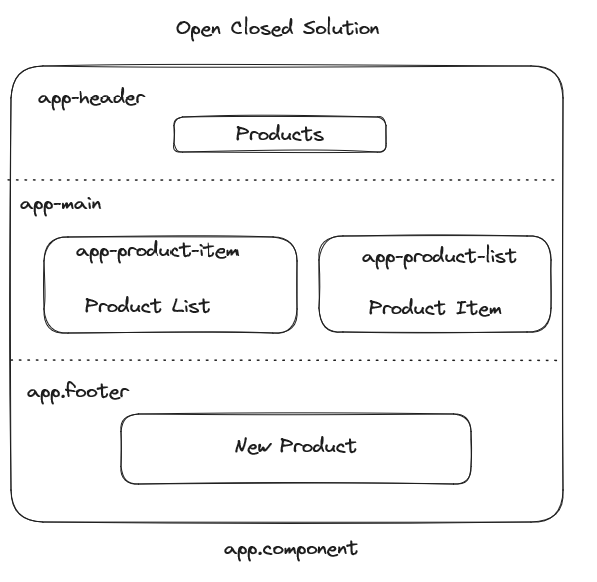 Open Closed Solution
app-header
Products
app-main
app-product-item
Product List
app-product-list
Product Item
app.footer
New Product
app.component